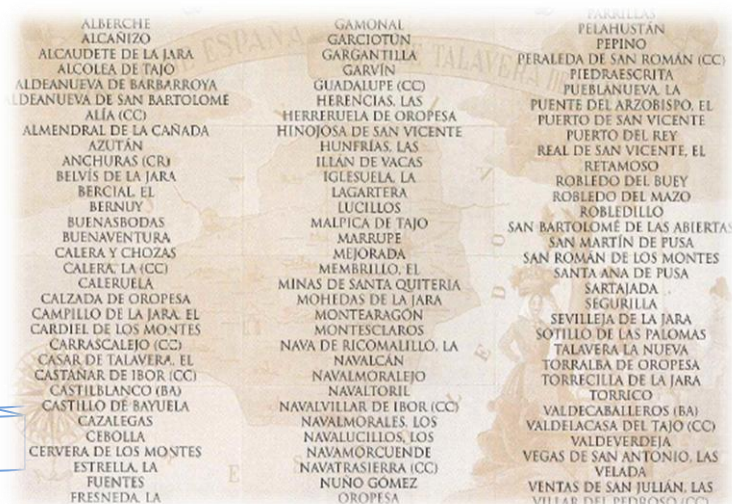 ALBERCHE
ALCAÑIZO
ALCAUDETE DE LA JARA
ALCOLEA DE TAJO
ALDEANUEVA DE BARBARROYA
ALDEANUEVA DE SAN BARTOLOME
ALÍA (CC)
ALMENDRAL DE LA CAÑADA
AZUTÁN
ANCHURAS (CR)
BELVÍS DE LA JARA
BERCIAL, EL
BERNUY
BUENASBODAS
BUENAVENTURA
CALERA Y CHOZAS
CALERA, LA (CC)
CALERUELA
CALZADA DE OROPESA
CAMPILLO DE LA JARA, EL
CARDIEL DE LOS MONTES
CARRASCALEJO (CC)
CASAR DE TALAVERA, EL
CASTAÑAR DE IBOR (CC)
CASTILBLANCO (BA)
CASTILLO DE BAYUELA
CAZALEGAS
CEBOLLA
CERVERA DE LOS MONTES
ESTRELLA, LA
FUENTES
FRESNEDA, LA
GAMONAL
GARCIOTUN
GARGANTILLA
GARVÍN
GUADALUPE (CC)
HERENCIAS, LAS
HERRERUELA DE OROPESA
HINOJOSA DE SAN VICENTE
HUNFRÍAS, LAS
ILLÁN DE VACAS
IGLESUELA, LA
LAGARTERA
LUCILLOS
MALPICA DE TAJO
MARRUPE
MEJORADA
MEMBRILLO, EL
MINAS DE SANTA QUITERIA
MOHEDAS DE LA JARA
MONTEARAGÓN
MONTESCLAROS
NAVA DE RICOMALILLO, LA
NAVALCÁN
NAVALMORALEJO
NAVALTORIL
NAVALVILLAR DE IBOR (CC)
NAVALMORALES, LOS
NAVALUCILLOS, LOS
NAVAMORCUENDE
NAVATRASIERRA (CC)
NUÑO GÓMEZ
OROPESA
PARRILLAS
PELAHUSTÁN
PEPINO
PERALEDA DE SAN ROMÁN (CC)
PIEDRAESCRITA
PUEBLANUEVA, LA
PUENTE DEL ARZOBISPO, EL
PUERTO DE SAN VICENTE
PUERTO DEL REY
REAL DE SAN VICENTE, EL
RETAMOSO
ROBLEDO DEL BUEY
ROBLEDO DEL MAZO
ROBLEDILLO
SAN BARTOLOMÉ DE LAS ABIERTAS
SAN MARTÍN DE PUSA
SAN ROMÁN DE LOS MONTES
SANTA ANA DE PUSA
SARTAJADA
SEGURILLA
SEVILLEJA DE LA JARA
SOTILLO DE LAS PALOMAS
TALAVERA LA NUEVA
TORRALBA DE OROPESA
TORRECILLA DE LA JARA
TORRICO
VALDECABALLEROS (BA)
VALDELACASA DEL TAJO (CC)
VALDEVERDEJA
VEGAS DE SAN ANTONIO, LAS
VELADA
VENTAS DE SAN JULIÁN, LAS
VILLAR DEL PEDROSO (CC)
ESPAÑA
DE TALAVERA DE